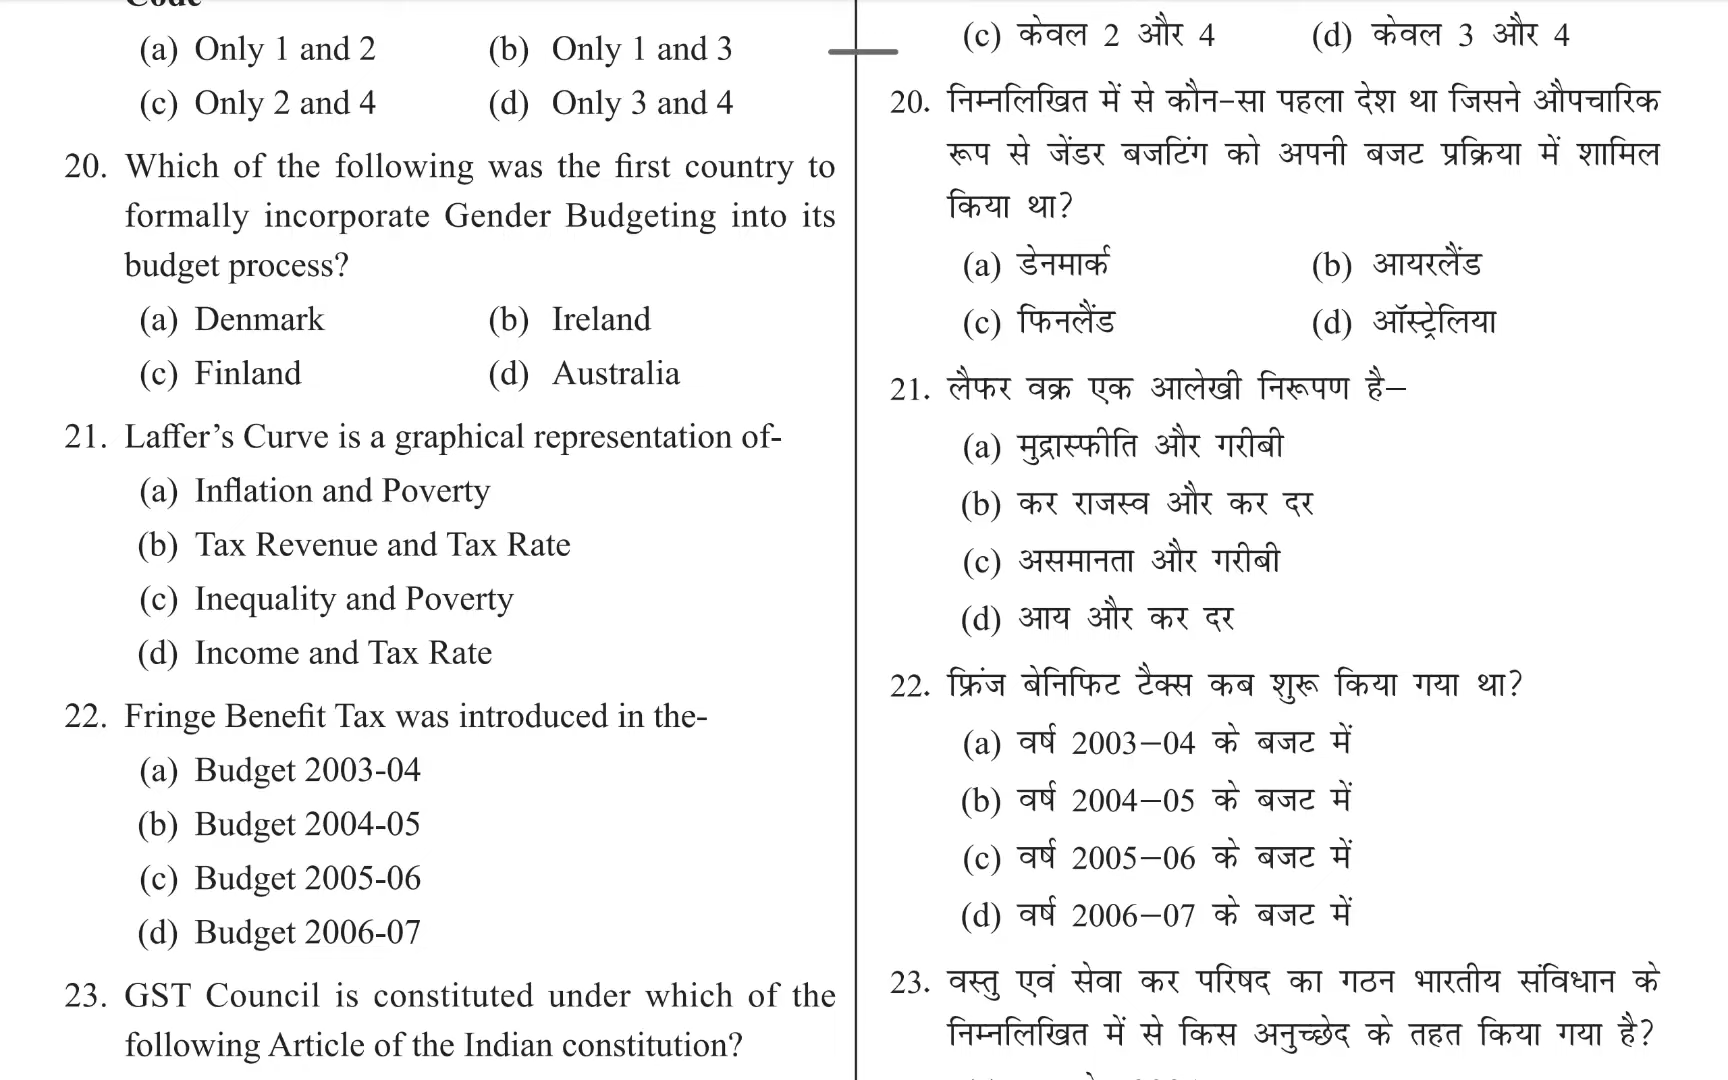 Code
(a) Only 1 and 2 (b) Only 1 and 3
(c) Only 2 and 4 (d) Only 3 and 4
20. Which of the following was the first country to
formally incorporate Gender Budgeting into its
budget process?
(a) Denmark (b) Ireland
(c) Finland (d) Australia
21. Laffer’s Curve is a graphical representation of-
(a) Inflation and Poverty
(b) Tax Revenue and Tax Rate
(c) Inequality and Poverty
(d) Income and Tax Rate
22. Fringe Benefit Tax was introduced in the-
(a) Budget 2003-04
(b) Budget 2004-05
(c) Budget 2005-06
(d) Budget 2006-07
23. GST Council is constituted under which of the
following Article of the Indian constitution?
(c) केवल 2 और 4 (d) केवल 3 और 4
20. निम्नलिखित में से कौन-सा पहला देश था जिसने औपचारिक
रूप से जेंडर बजटिंग को अपनी बजट प्रक्रिया में शामिल
किया था?
(a) डेनमार्क (b) आयरलैंड
(c) फिनलैंड (d) ऑस्ट्रेलिया
21. लैफर वक्र एक आलेखी निरूपण है–
(a) मुद्रास्फीति और गरीबी
(b) कर राजस्व और कर दर
(c) असमानता और गरीबी
(d) आय और कर दर
22. फ्रिंज बेनिफिट टैक्स कब शुरू किया गया था?
(a) वर्ष 2003–04 के बजट में
(b) वर्ष 2004–05 के बजट में
(c) वर्ष 2005–06 के बजट में
(d) वर्ष 2006–07 के बजट में
23. वस्तु एवं सेवा कर परिषद का गठन भारतीय संविधान के
निम्नलिखित में से किस अनुच्छेद के तहत किया गया है?